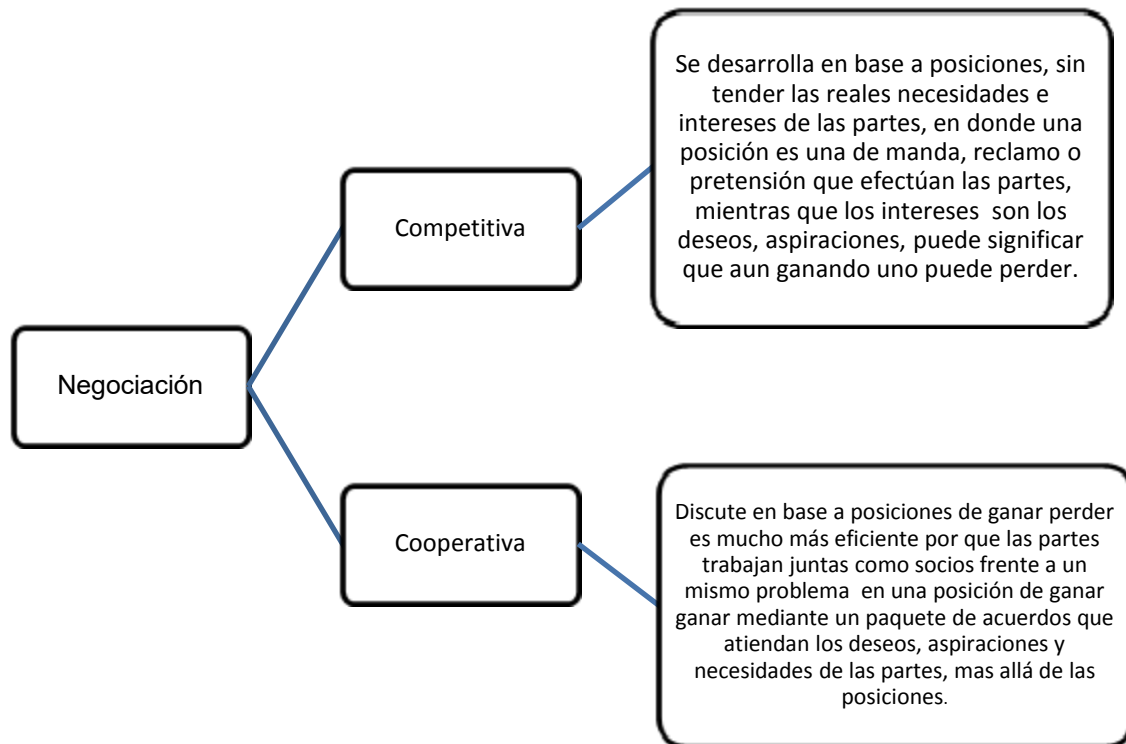 Negociación
Competitiva
Se desarrolla en base a posiciones, sin
tender las reales necesidades e
intereses de las partes, en donde una
posición es una de manda, reclamo o
pretensión que efectúan las partes,
mientras que los intereses  son los
deseos, aspiraciones, puede significar
que aun ganando uno puede perder.
Cooperativa
Discute en base a posiciones de ganar perder
es mucho más eficiente por que las partes
trabajan juntas como socios frente a un
mismo problema  en una posición de ganar
ganar mediante un paquete de acuerdos que
atiendan los deseos, aspiraciones y
necesidades de las partes, mas allá de las
posiciones.